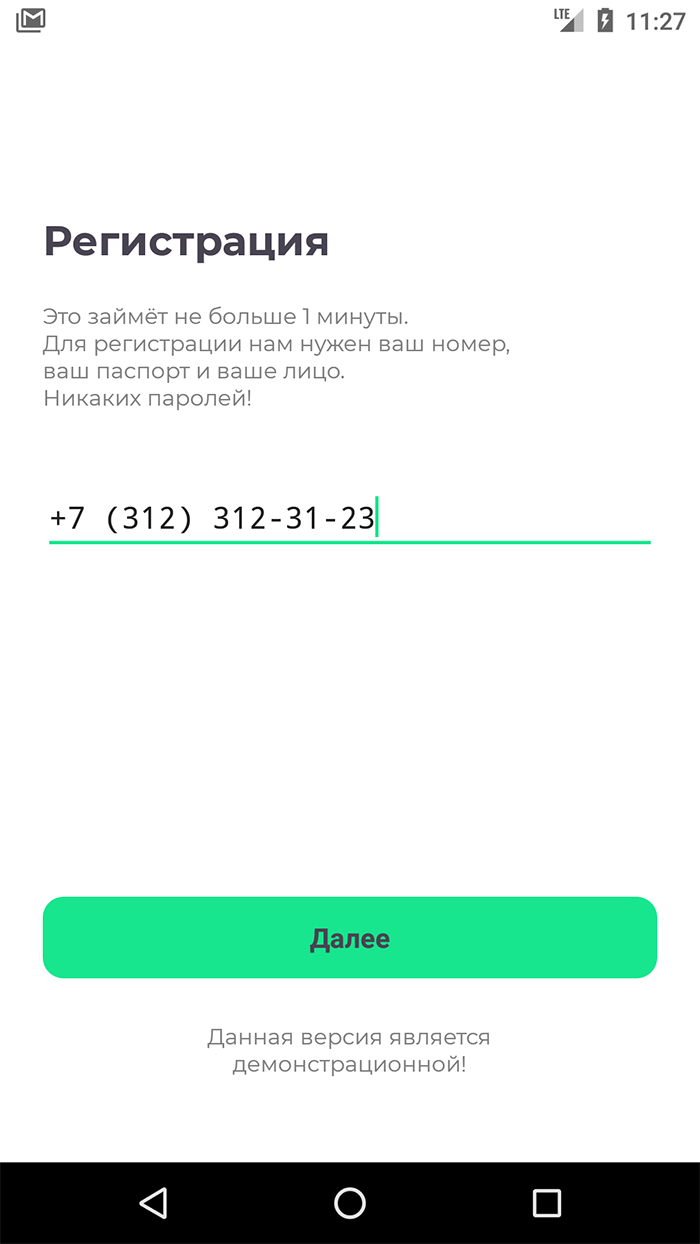 LTE 11:27
Регистрация
Это займёт не больше 1 минуты.
Для регистрации нам нужен ваш номер,
ваш паспорт и ваше лицо.
Никаких паролей!
+7 (312) 312-31-23
Далее
Данная версия является
демонстрационной!